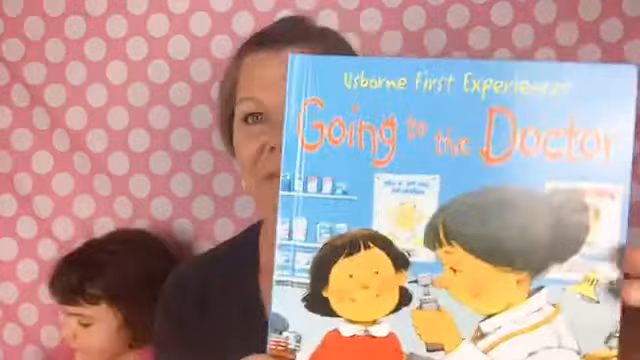 Usborne First Experiences
Going to the Doctor